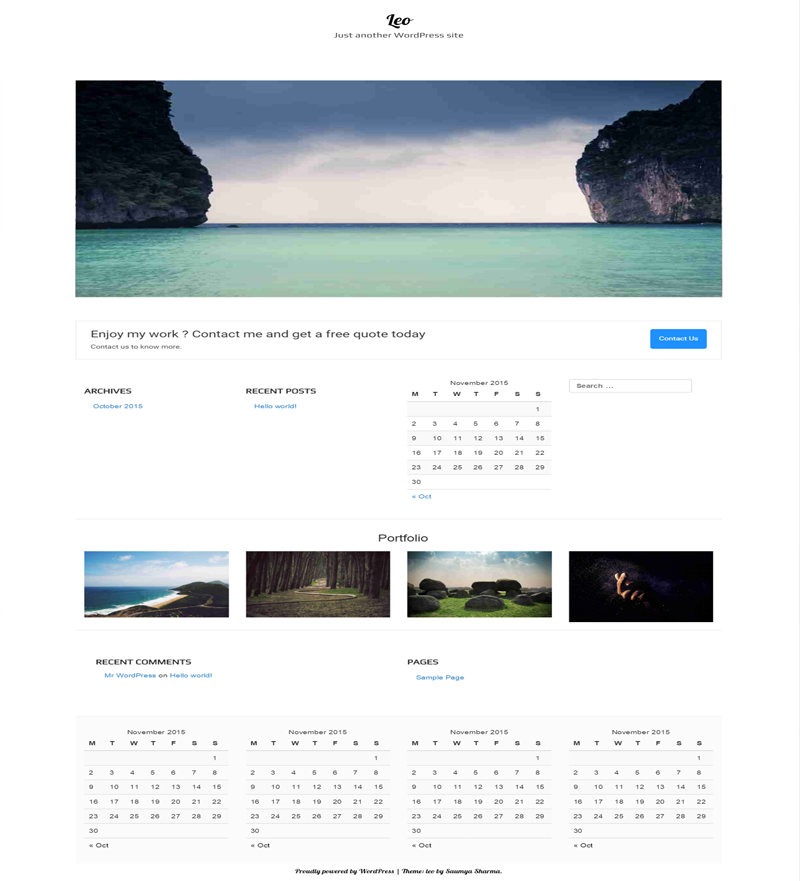 Leo
Just another WordPress site
Enjoy my work ? Contact me and get a free quote today
Contact us to know more.
Contact Us
ARCHIVES
October 2015
RECENT POSTS
Hello world!
November 2015
M T W T F S S
1
2 3 4 5 6 7 8
9 10 11 12 13 14 15
16 17 18 19 20 21 22
23 24 25 26 27 28 29
30
« Oct
Search ...
Portfolio
RECENT COMMENTS
Mr WordPress on Hello world!
PAGES
Sample Page
November 2015
M T W T F S S
1
2 3 4 5 6 7 8
9 10 11 12 13 14 15
16 17 18 19 20 21 22
23 24 25 26 27 28 29
30
« Oct
November 2015
M T W T F S S
1
2 3 4 5 6 7 8
9 10 11 12 13 14 15
16 17 18 19 20 21 22
23 24 25 26 27 28 29
30
« Oct
November 2015
M T W T F S S
1
2 3 4 5 6 7 8
9 10 11 12 13 14 15
16 17 18 19 20 21 22
23 24 25 26 27 28 29
30
« Oct
November 2015
M T W T F S S
1
2 3 4 5 6 7 8
9 10 11 12 13 14 15
16 17 18 19 20 21 22
23 24 25 26 27 28 29
30
« Oct
Proudly powered by WordPress | Theme: leo by Saumya Sharma.